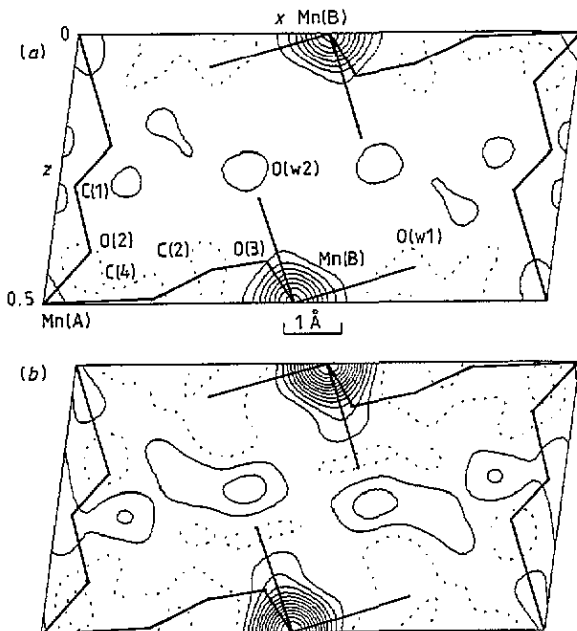 x Mn(B)
0
(a)
O(w2)
z
C(1)
O(2)
C(2)
O(3)
O(w1)
C(4)
Mn(B)
0.5
Mn(A)
1 Å
(b)